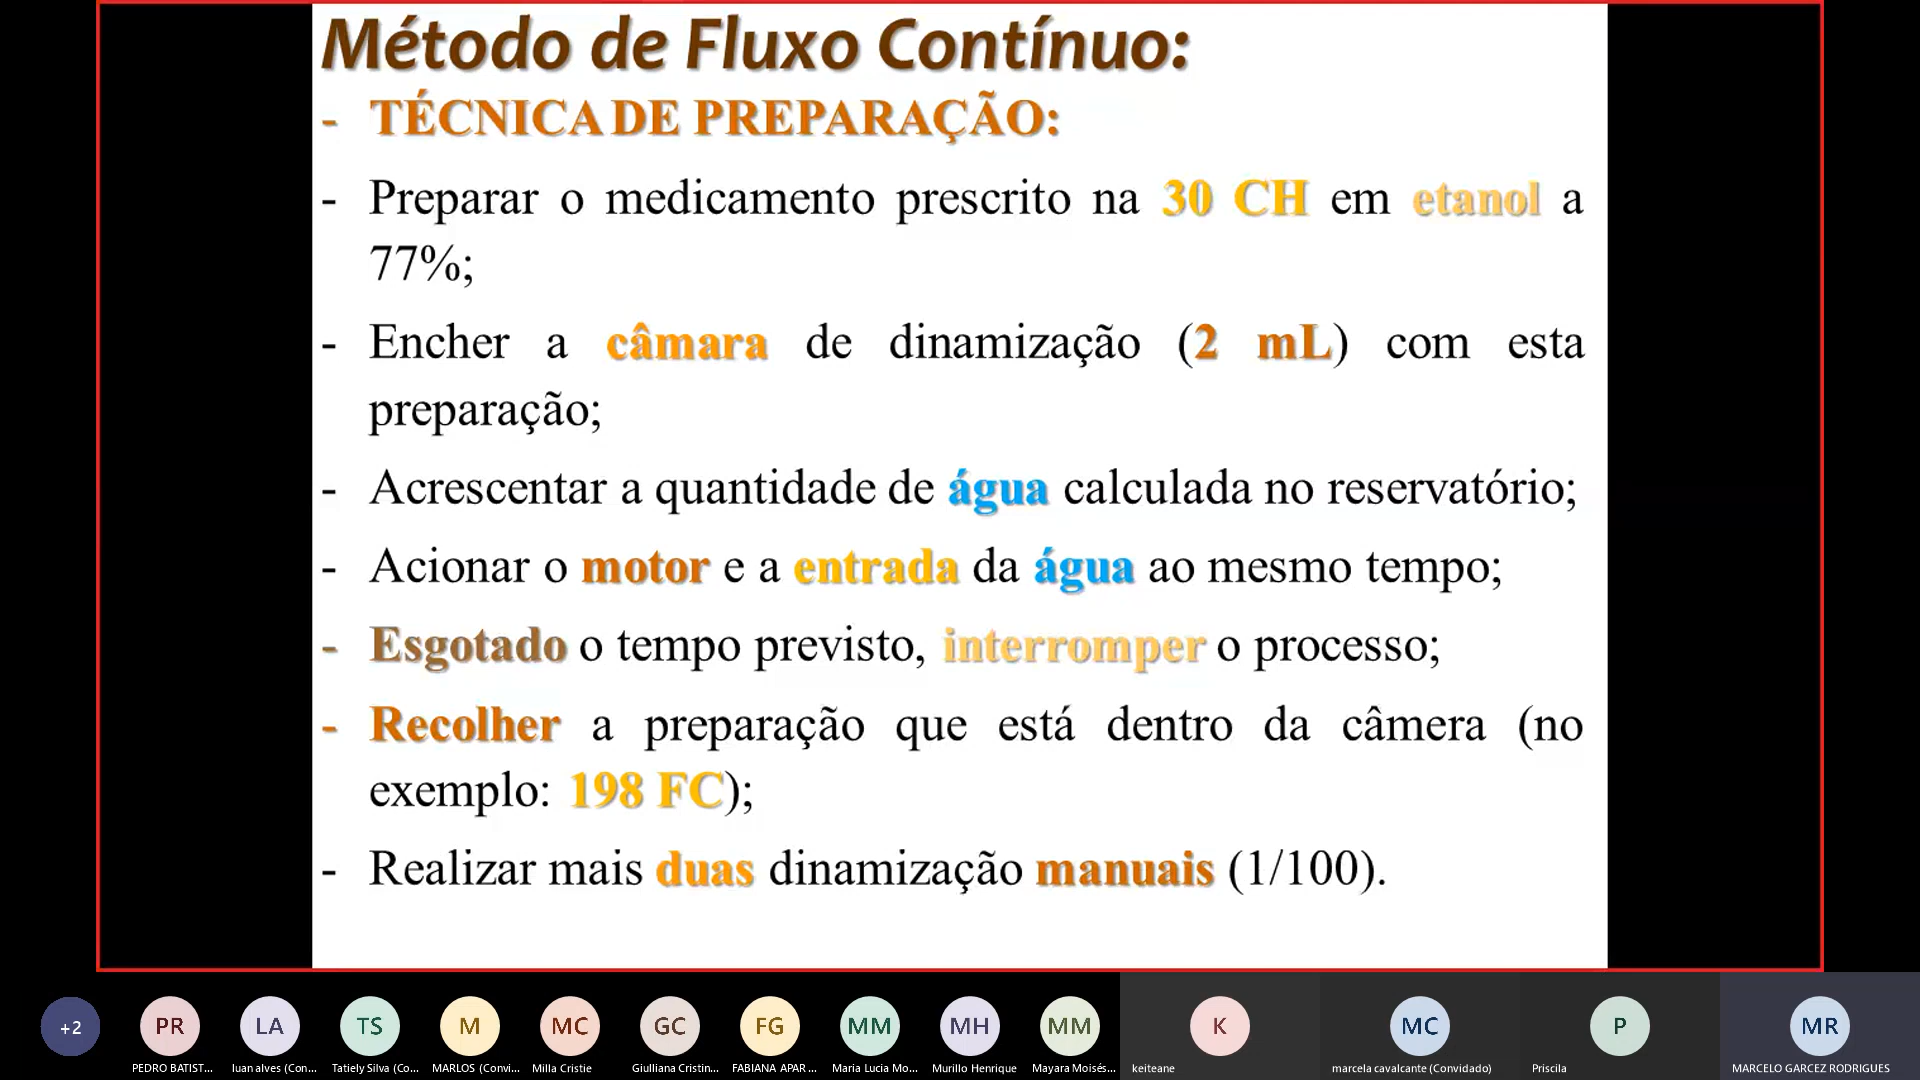 Método de Fluxo Contínuo:
- TÉCNICA DE PREPARAÇÃO:
- Preparar o medicamento prescrito na 30 CH em etanol a
77%;
- Encher a câmara de dinamização (2 mL) com esta
preparação;
- Acrescentar a quantidade de água calculada no reservatório;
- Acionar o motor e a entrada da água ao mesmo tempo;
- Esgotado o tempo previsto, interromper o processo;
- Recolher a preparação que está dentro da câmera (no
exemplo: 198 FC);
- Realizar mais duas dinamização manuais (1/100).
+2 PR LA TS M MC GC FG MM MH MM K MC P MR
PEDRO BATIST... luan alves (Con... Tatiely Silva (Co... MARLOS (Convi... Milla Cristie Giulliana Cristin... FABIANA APAR ... Maria Lucia Mo... Murillo Henrique Mayara Moisés... keiteane marcela cavalcante (Convidado) Priscila MARCELO GARCEZ RODRIGUES